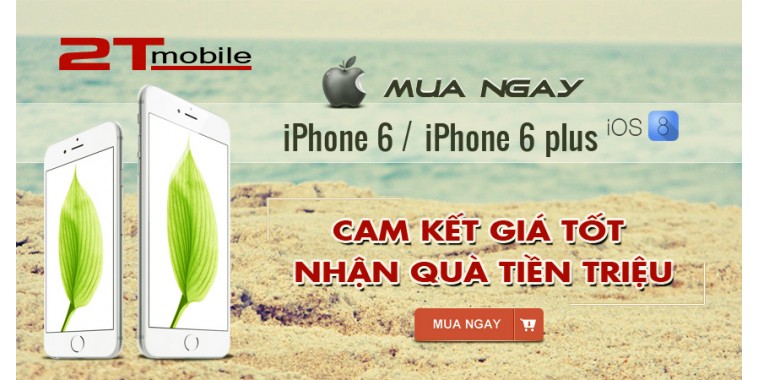 2Tmobile
MUA NGAY
iPhone 6 / iPhone 6 plus iOS 8
CAM KẾT GIÁ TỐT
NHẬN QUÀ TIỀN TRIỆU
MUA NGAY